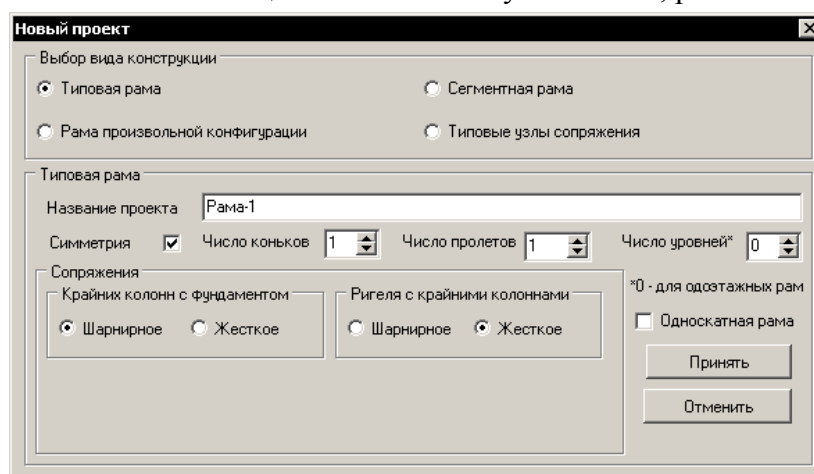 Новый проект
Выбор вида конструкции
Типовая рама
Сегментная рама
Рама произвольной конфигурации
Типовые узлы сопряжения
Типовая рама
Название проекта Рама-1
Симметрия Число коньков 1 Число пролетов 1 Число уровней* 0
Сопряжения
*0 - для одоэтажных рам
Крайних колонн с фундаментом
Ригеля с крайними колоннами
Шарнирное Жесткое
Шарнирное Жесткое
Односкатная рама
Принять
Отменить